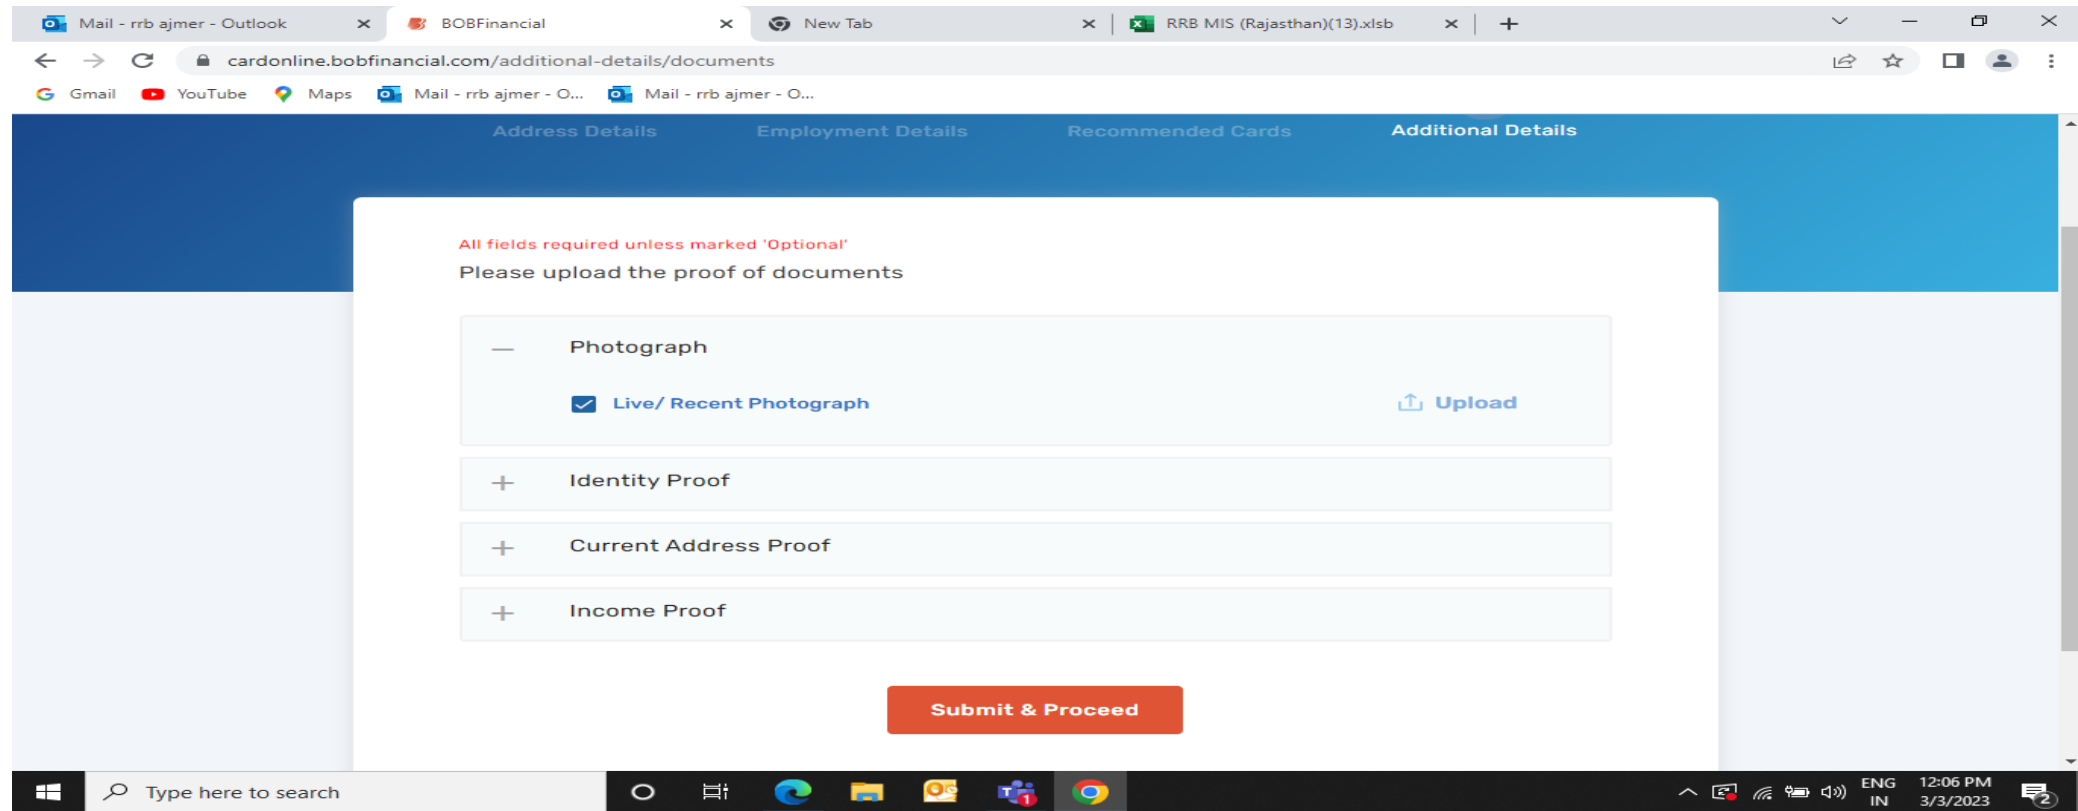 Mail - rrb ajmer - Outlook
BOBFinancial
New Tab
RRB MIS (Rajasthan)(13).xlsb
cardonline.bobfinancial.com/additional-details/documents
Gmail YouTube Maps Mail - rrb ajmer - O... Mail - rrb ajmer - O...
Address Details Employment Details Recommended Cards Additional Details
All fields required unless marked 'Optional'
Please upload the proof of documents
Photograph
Live/ Recent Photograph Upload
Identity Proof
Current Address Proof
Income Proof
Submit & Proceed
Type here to search
1
ENG
IN
12:06 PM
3/3/2023
2